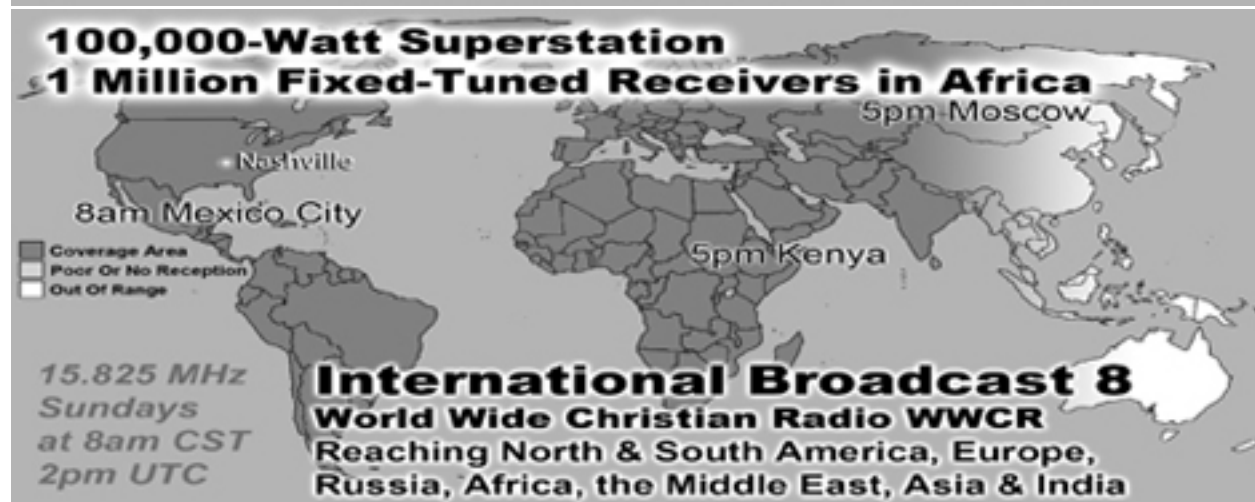 100,000-Watt Superstation
1 Million Fixed-Tuned Receivers in Africa
5pm Moscow
Nashville
8am Mexico City
5pm Kenya
Coverage Area
Poor Or No Reception
Out Of Range
15.825 MHz
Sundays
at 8am CST
2pm UTC
International Broadcast 8
World Wide Christian Radio WWCR
Reaching North & South America, Europe,
Russia, Africa, the Middle East, Asia & India